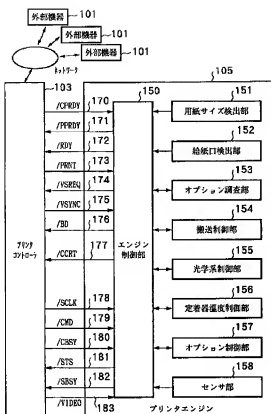 外部機器 101
外部機器 101
外部機器 101
ネットワーク
103
105
150
/CPRDY 170
/PPRDY 171
/RDY 172
/PRNT 173
/VSREQ 174
/VSYNC 175
/BD 176
/CCRT 177
/SCLK 178
/CMD 179
/CBSY 180
/STS 181
/SBSY 182
/VIDEO 183
プリンタ
コントローラ
エンジン
制御部
151
用紙サイズ検出部
152
給紙口検出部
153
オプション調査部
154
搬送制御部
155
光学系制御部
156
定着器温度制御部
157
オプション制御部
158
センサ部
プリンタエンジン